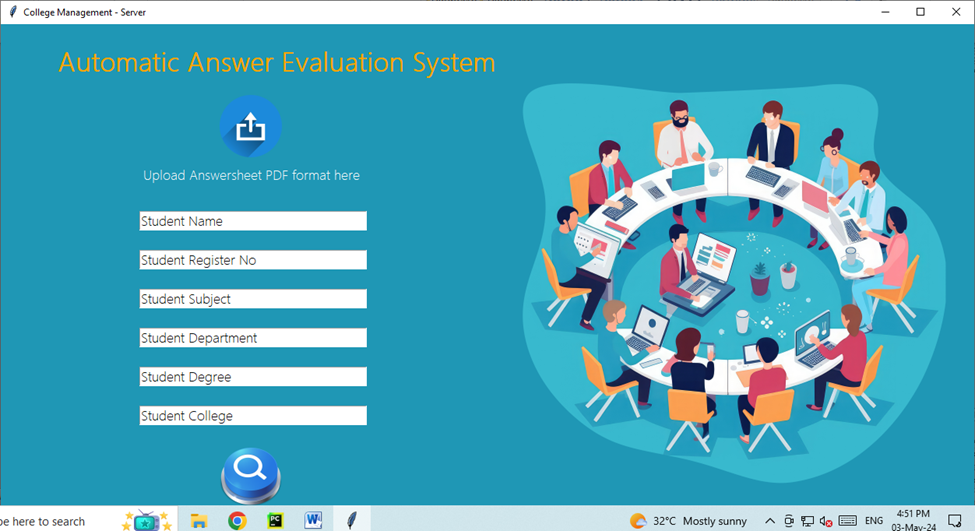 College Management - Server
Automatic Answer Evaluation System
Upload Answersheet PDF format here
Student Name
Student Register No
Student Subject
Student Department
Student Degree
Student College
pe here to search
PC
W
32°C Mostly sunny
ENG
4:51 PM
03-May-24